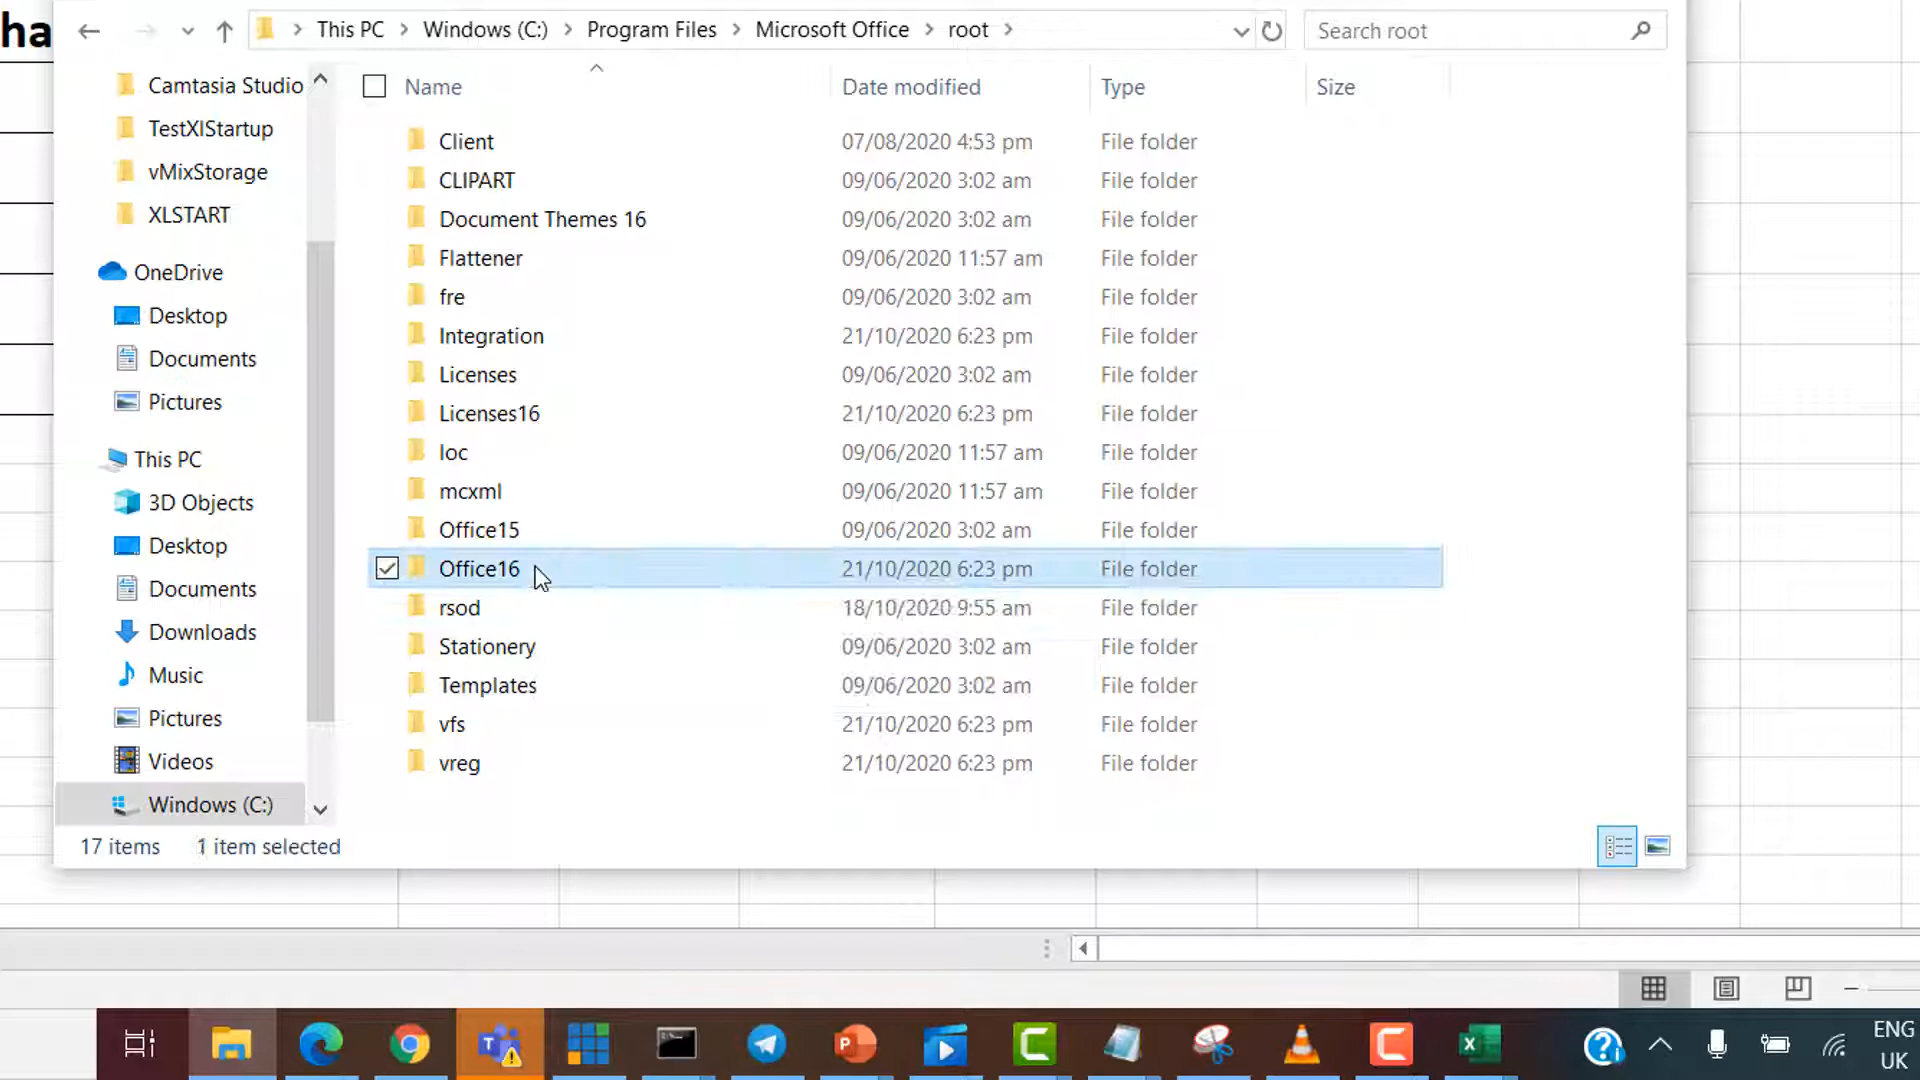 ha
This PC > Windows (C:) > Program Files > Microsoft Office > root >
Search root
Name
Date modified
Type
Size
Camtasia Studio
TestXlStartup
vMixStorage
XLSTART
OneDrive
Desktop
Documents
Pictures
This PC
3D Objects
Desktop
Documents
Downloads
Music
Pictures
Videos
Windows (C:)
Client 07/08/2020 4:53 pm File folder
CLIPART 09/06/2020 3:02 am File folder
Document Themes 16 09/06/2020 3:02 am File folder
Flattener 09/06/2020 11:57 am File folder
fre 09/06/2020 3:02 am File folder
Integration 21/10/2020 6:23 pm File folder
Licenses 09/06/2020 3:02 am File folder
Licenses16 21/10/2020 6:23 pm File folder
loc 09/06/2020 11:57 am File folder
mcxml 09/06/2020 11:57 am File folder
Office15 09/06/2020 3:02 am File folder
Office16 21/10/2020 6:23 pm File folder
rsod 18/10/2020 9:55 am File folder
Stationery 09/06/2020 3:02 am File folder
Templates 09/06/2020 3:02 am File folder
vfs 21/10/2020 6:23 pm File folder
vreg 21/10/2020 6:23 pm File folder
17 items 1 item selected
ENG
UK